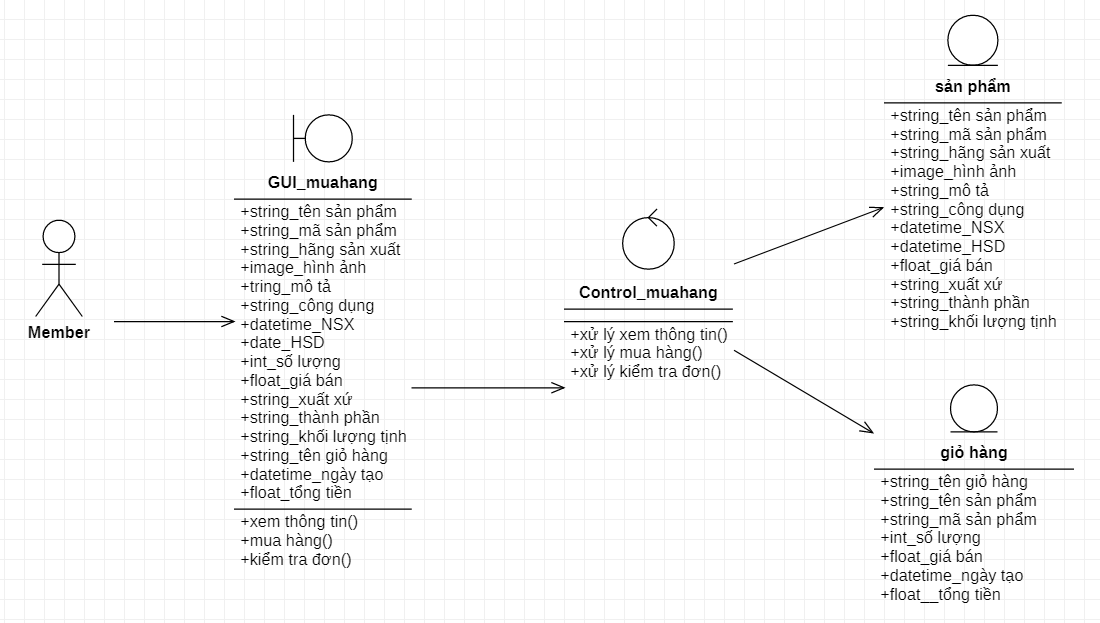 Member
GUI_muahang
+string_tên sản phẩm
+string_mã sản phẩm
+string_hãng sản xuất
+image_hình ảnh
+tring_mô tả
+string_công dụng
+datetime_NSX
+date_HSD
+int_số lượng
+float_giá bán
+string_xuất xứ
+string_thành phần
+string_khối lượng tịnh
+string_tên giỏ hàng
+datetime_ngày tạo
+float_tổng tiền
+xem thông tin()
+mua hàng()
+kiểm tra đơn()
Control_muahang
+xử lý xem thông tin()
+xử lý mua hàng()
+xử lý kiểm tra đơn()
sản phẩm
+string_tên sản phẩm
+string_mã sản phẩm
+string_hãng sản xuất
+image_hình ảnh
+string_mô tả
+string_công dụng
+datetime_NSX
+datetime_HSD
+float_giá bán
+string_xuất xứ
+string_thành phần
+string_khối lượng tịnh
giỏ hàng
+string_tên giỏ hàng
+string_tên sản phẩm
+string_mã sản phẩm
+int_số lượng
+float_giá bán
+datetime_ngày tạo
+float__tổng tiền